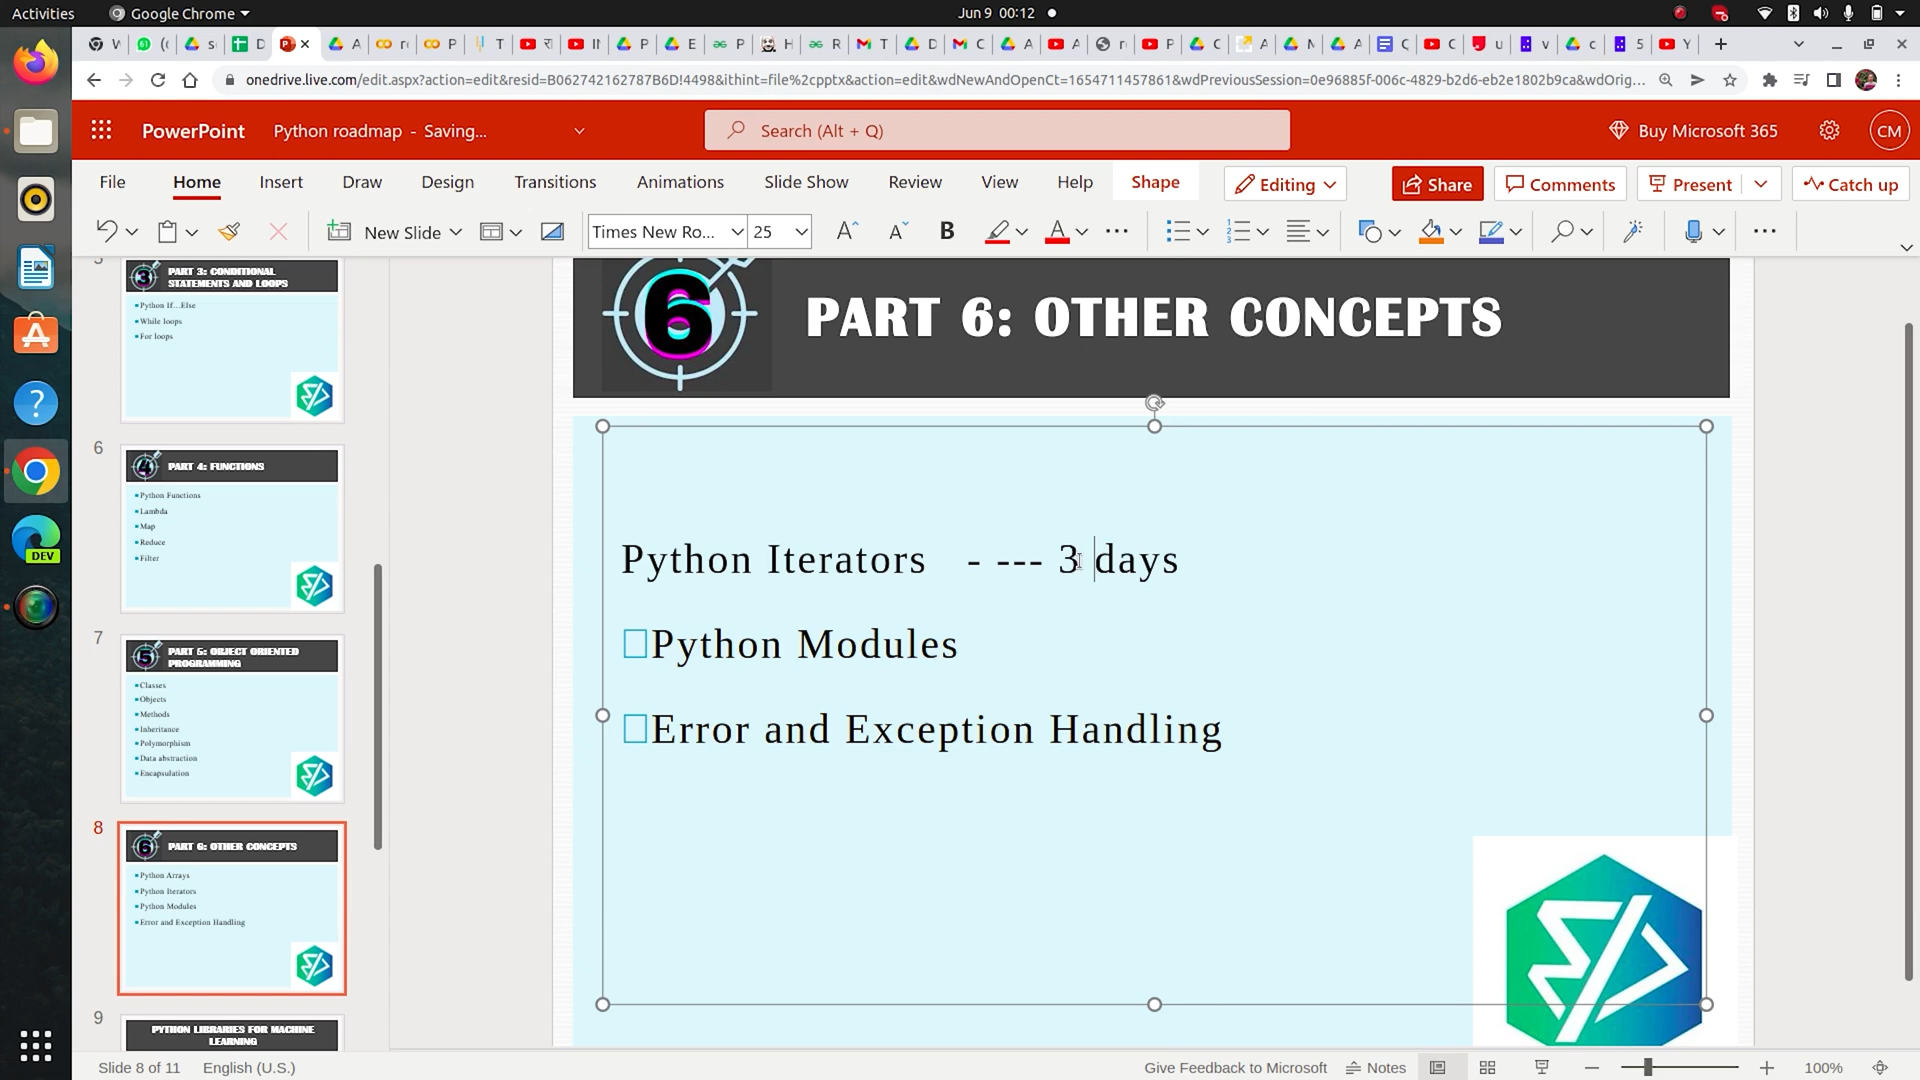 Activities
Google Chrome
Jun 9 00:12
onedrive.live.com/edit.aspx?action=edit&resid=B062742162787B6D!4498&ithint=file%2cpptx&action=edit&wdNewAndOpenCt=1654711457861&wdPreviousSession=0e96885f-006c-4829-b2d6-eb2e1802b9ca&wdOrig...
PowerPoint
Python roadmap - Saving...
Search (Alt + Q)
Buy Microsoft 365
CM
File
Home
Insert
Draw
Design
Transitions
Animations
Slide Show
Review
View
Help
Shape
Editing
Share
Comments
Present
Catch up
New Slide
Times New Ro...
25
B
PART 3: CONDITIONAL
STATEMENTS AND LOOPS
Python If...Else
While loops
For loops
6
PART 4: FUNCTIONS
Python Functions
Lambda
Map
Reduce
Filter
7
PART 5: OBJECT ORIENTED
PROGRAMMING
Classes
Objects
Methods
Inheritance
Polymorphism
Data abstraction
Encapsulation
8
PART 6: OTHER CONCEPTS
Python Arrays
Python Iterators
Python Modules
Error and Exception Handling
9
PYTHON LIBRARIES FOR MACHINE
LEARNING
6
PART 6: OTHER CONCEPTS
Python Iterators - --- 3 days
Python Modules
Error and Exception Handling
DEV
Slide 8 of 11
English (U.S.)
Give Feedback to Microsoft
Notes
100%